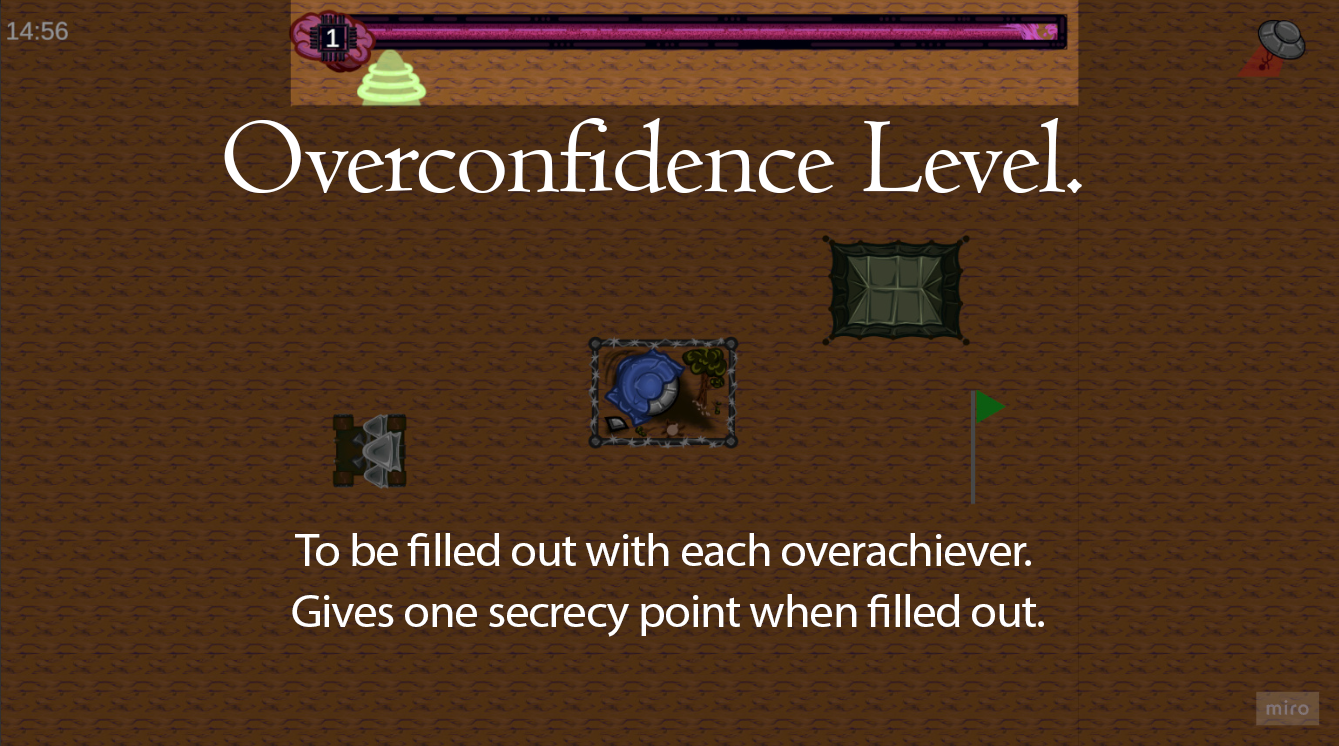 14:56
1
Overconfidence Level.
To be filled out with each overachiever.
Gives one secrecy point when filled out.
miro